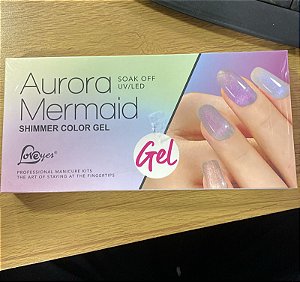 Aurora
Mermaid
SHIMMER COLOR GEL
SOAK OFF
UV/LED
Loveyes
Gel
PROFESSIONAL MANICURE KITS
THE ART OF STAYING AT THE FINGERTIPS